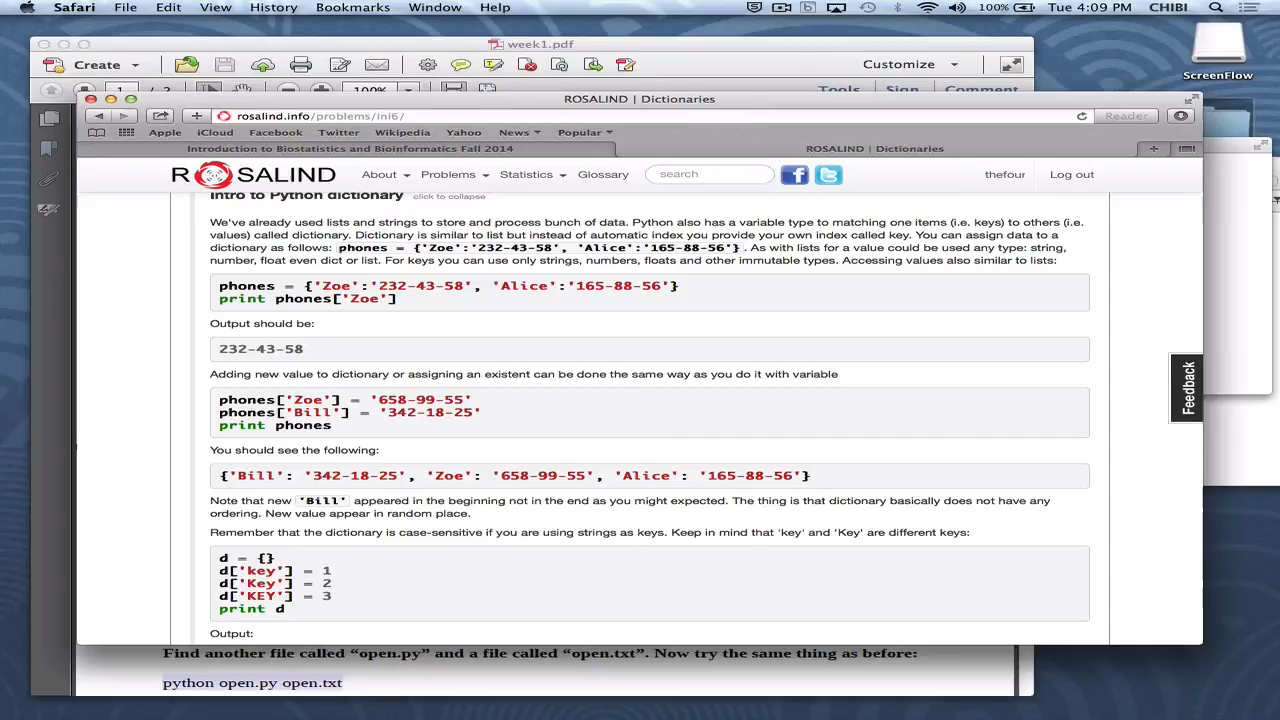 Safari File Edit View History Bookmarks Window Help 100% Tue 4:09 PM CHIBI
week1.pdf
Create Customize
1 / 2 100% Tools Sign Comment
ScreenFlow
ROSALIND | Dictionaries
rosalind.info/problems/ini6/ Reader
Apple iCloud Facebook Twitter Wikipedia Yahoo News Popular
Introduction to Biostatistics and Bioinformatics Fall 2014 ROSALIND | Dictionaries
ROSALIND About Problems Statistics Glossary search thefour Log out
Intro to Python dictionary click to collapse
We've already used lists and strings to store and process bunch of data. Python also has a variable type to matching one items (i.e. keys) to others (i.e.
values) called dictionary. Dictionary is similar to list but instead of automatic index you provide your own index called key. You can assign data to a
dictionary as follows: phones = {'Zoe':'232-43-58', 'Alice':'165-88-56'} . As with lists for a value could be used any type: string,
number, float even dict or list. For keys you can use only strings, numbers, floats and other immutable types. Accessing values also similar to lists:
phones = {'Zoe':'232-43-58', 'Alice':'165-88-56'}
print phones['Zoe']
Output should be:
232-43-58
Adding new value to dictionary or assigning an existent can be done the same way as you do it with variable
phones['Zoe'] = '658-99-55'
phones['Bill'] = '342-18-25'
print phones
You should see the following:
{'Bill': '342-18-25', 'Zoe': '658-99-55', 'Alice': '165-88-56'}
Note that new 'Bill' appeared in the beginning not in the end as you might expected. The thing is that dictionary basically does not have any
ordering. New value appear in random place.
Remember that the dictionary is case-sensitive if you are using strings as keys. Keep in mind that 'key' and 'Key' are different keys:
d = {}
d['key'] = 1
d['Key'] = 2
d['KEY'] = 3
print d
Output:
Feedback
Find another file called “open.py” and a file called “open.txt”. Now try the same thing as before:
python open.py open.txt